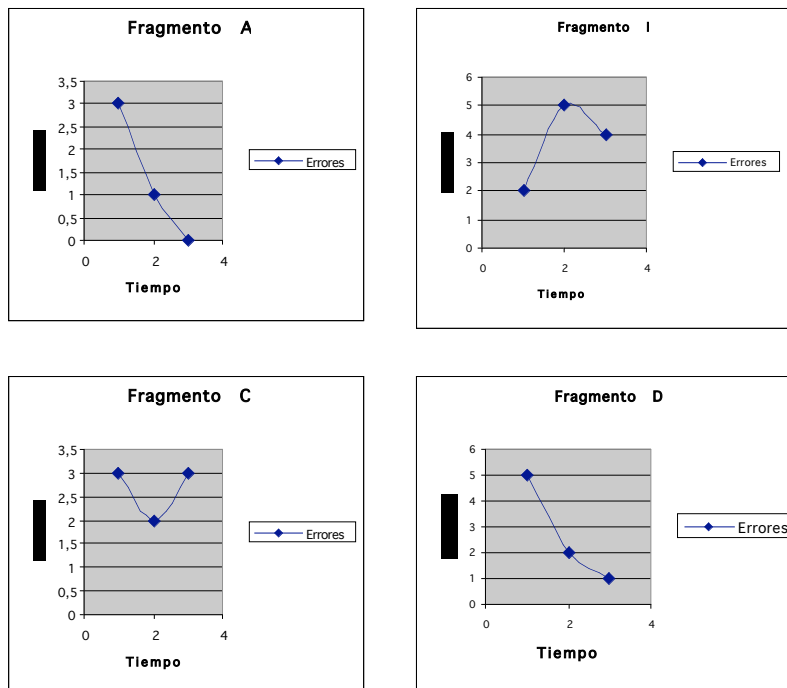 Fragmento A
3,5
3
2,5
2
1,5
1
0,5
0
0 2 4
Tiempo
Errores
Fragmento I
6
5
4
3
2
1
0
0 2 4
Tiempo
Errores
Fragmento C
3,5
3
2,5
2
1,5
1
0,5
0
0 2 4
Tiempo
Errores
Fragmento D
6
5
4
3
2
1
0
0 2 4
Tiempo
Errores